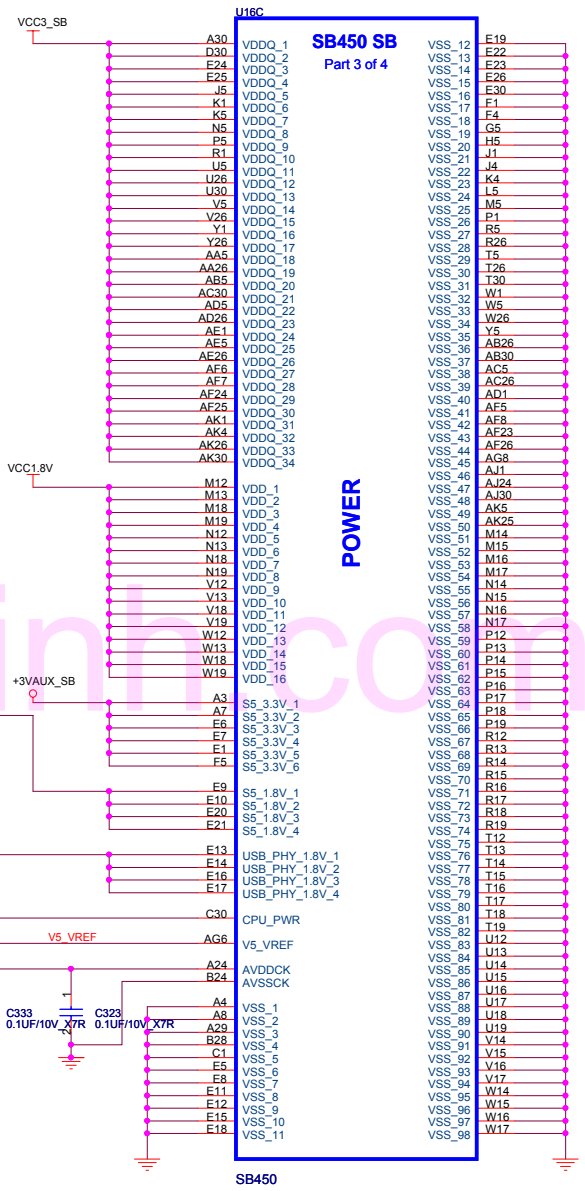 U16C
VCC3_SB
SB450 SB
Part 3 of 4
A30 VDDQ_1 VSS_12 E19
D30 VDDQ_2 VSS_13 E22
E24 VDDQ_3 VSS_14 E23
E25 VDDQ_4 VSS_15 E26
J5 VDDQ_5 VSS_16 E30
K1 VDDQ_6 VSS_17 F1
K5 VDDQ_7 VSS_18 F4
N5 VDDQ_8 VSS_19 G5
P5 VDDQ_9 VSS_20 H5
R1 VDDQ_10 VSS_21 J1
U5 VDDQ_11 VSS_22 J4
U26 VDDQ_12 VSS_23 K4
U30 VDDQ_13 VSS_24 L5
V5 VDDQ_14 VSS_25 M5
V26 VDDQ_15 VSS_26 P1
Y1 VDDQ_16 VSS_27 R5
Y26 VDDQ_17 VSS_28 R26
AA5 VDDQ_18 VSS_29 T5
AA26 VDDQ_19 VSS_30 T26
AB5 VDDQ_20 VSS_31 T30
AC30 VDDQ_21 VSS_32 W1
AD5 VDDQ_22 VSS_33 W5
AD26 VDDQ_23 VSS_34 W26
AE1 VDDQ_24 VSS_35 Y5
AE5 VDDQ_25 VSS_36 AB26
AE26 VDDQ_26 VSS_37 AB30
AF6 VDDQ_27 VSS_38 AC5
AF7 VDDQ_28 VSS_39 AC26
AF24 VDDQ_29 VSS_40 AD1
AF25 VDDQ_30 VSS_41 AF5
AK1 VDDQ_31 VSS_42 AF8
AK4 VDDQ_32 VSS_43 AF23
AK26 VDDQ_33 VSS_44 AF26
AK30 VDDQ_34 VSS_45 AG8
VCC1.8V
VSS_46 AJ1
M12 VDD_1 VSS_47 AJ24
M13 VDD_2 VSS_48 AJ30
M18 VDD_3 VSS_49 AK5
M19 VDD_4 VSS_50 AK25
N12 VDD_5 VSS_51 M14
N13 VDD_6 VSS_52 M15
N18 VDD_7 VSS_53 M16
N19 VDD_8 VSS_54 M17
V12 VDD_9 VSS_55 N14
V13 VDD_10 VSS_56 N15
V18 VDD_11 VSS_57 N16
V19 VDD_12 VSS_58 N17
W12 VDD_13 VSS_59 P12
W13 VDD_14 VSS_60 P13
W18 VDD_15 VSS_61 P14
W19 VDD_16 VSS_62 P15
POWER
inh.com
+3VAUX_SB
VSS_63 P16
A3 S5_3.3V_1 VSS_64 P17
A7 S5_3.3V_2 VSS_65 P18
E6 S5_3.3V_3 VSS_66 P19
E7 S5_3.3V_4 VSS_67 R12
E1 S5_3.3V_5 VSS_68 R13
F5 S5_3.3V_6 VSS_69 R14
VSS_70 R15
E9 S5_1.8V_1 VSS_71 R16
E10 S5_1.8V_2 VSS_72 R17
E20 S5_1.8V_3 VSS_73 R18
E21 S5_1.8V_4 VSS_74 R19
VSS_75 T12
E13 USB_PHY_1.8V_1 VSS_76 T13
E14 USB_PHY_1.8V_2 VSS_77 T14
E16 USB_PHY_1.8V_3 VSS_78 T15
E17 USB_PHY_1.8V_4 VSS_79 T16
VSS_80 T17
C30 CPU_PWR VSS_81 T18
VSS_82 T19
V5_VREF AG6 V5_VREF VSS_83 U12
VSS_84 U13
A24 AVDDCK VSS_85 U14
B24 AVSSCK VSS_86 U15
VSS_87 U16
A4 VSS_1 VSS_88 U17
A8 VSS_2 VSS_89 U18
A29 VSS_3 VSS_90 U19
B28 VSS_4 VSS_91 V14
C1 VSS_5 VSS_92 V15
E5 VSS_6 VSS_93 V16
E8 VSS_7 VSS_94 V17
E11 VSS_8 VSS_95 W14
E12 VSS_9 VSS_96 W15
E15 VSS_10 VSS_97 W16
E18 VSS_11 VSS_98 W17
1
2
C333
0.1UF/10V_X7R
C323
0.1UF/10V_X7R
SB450